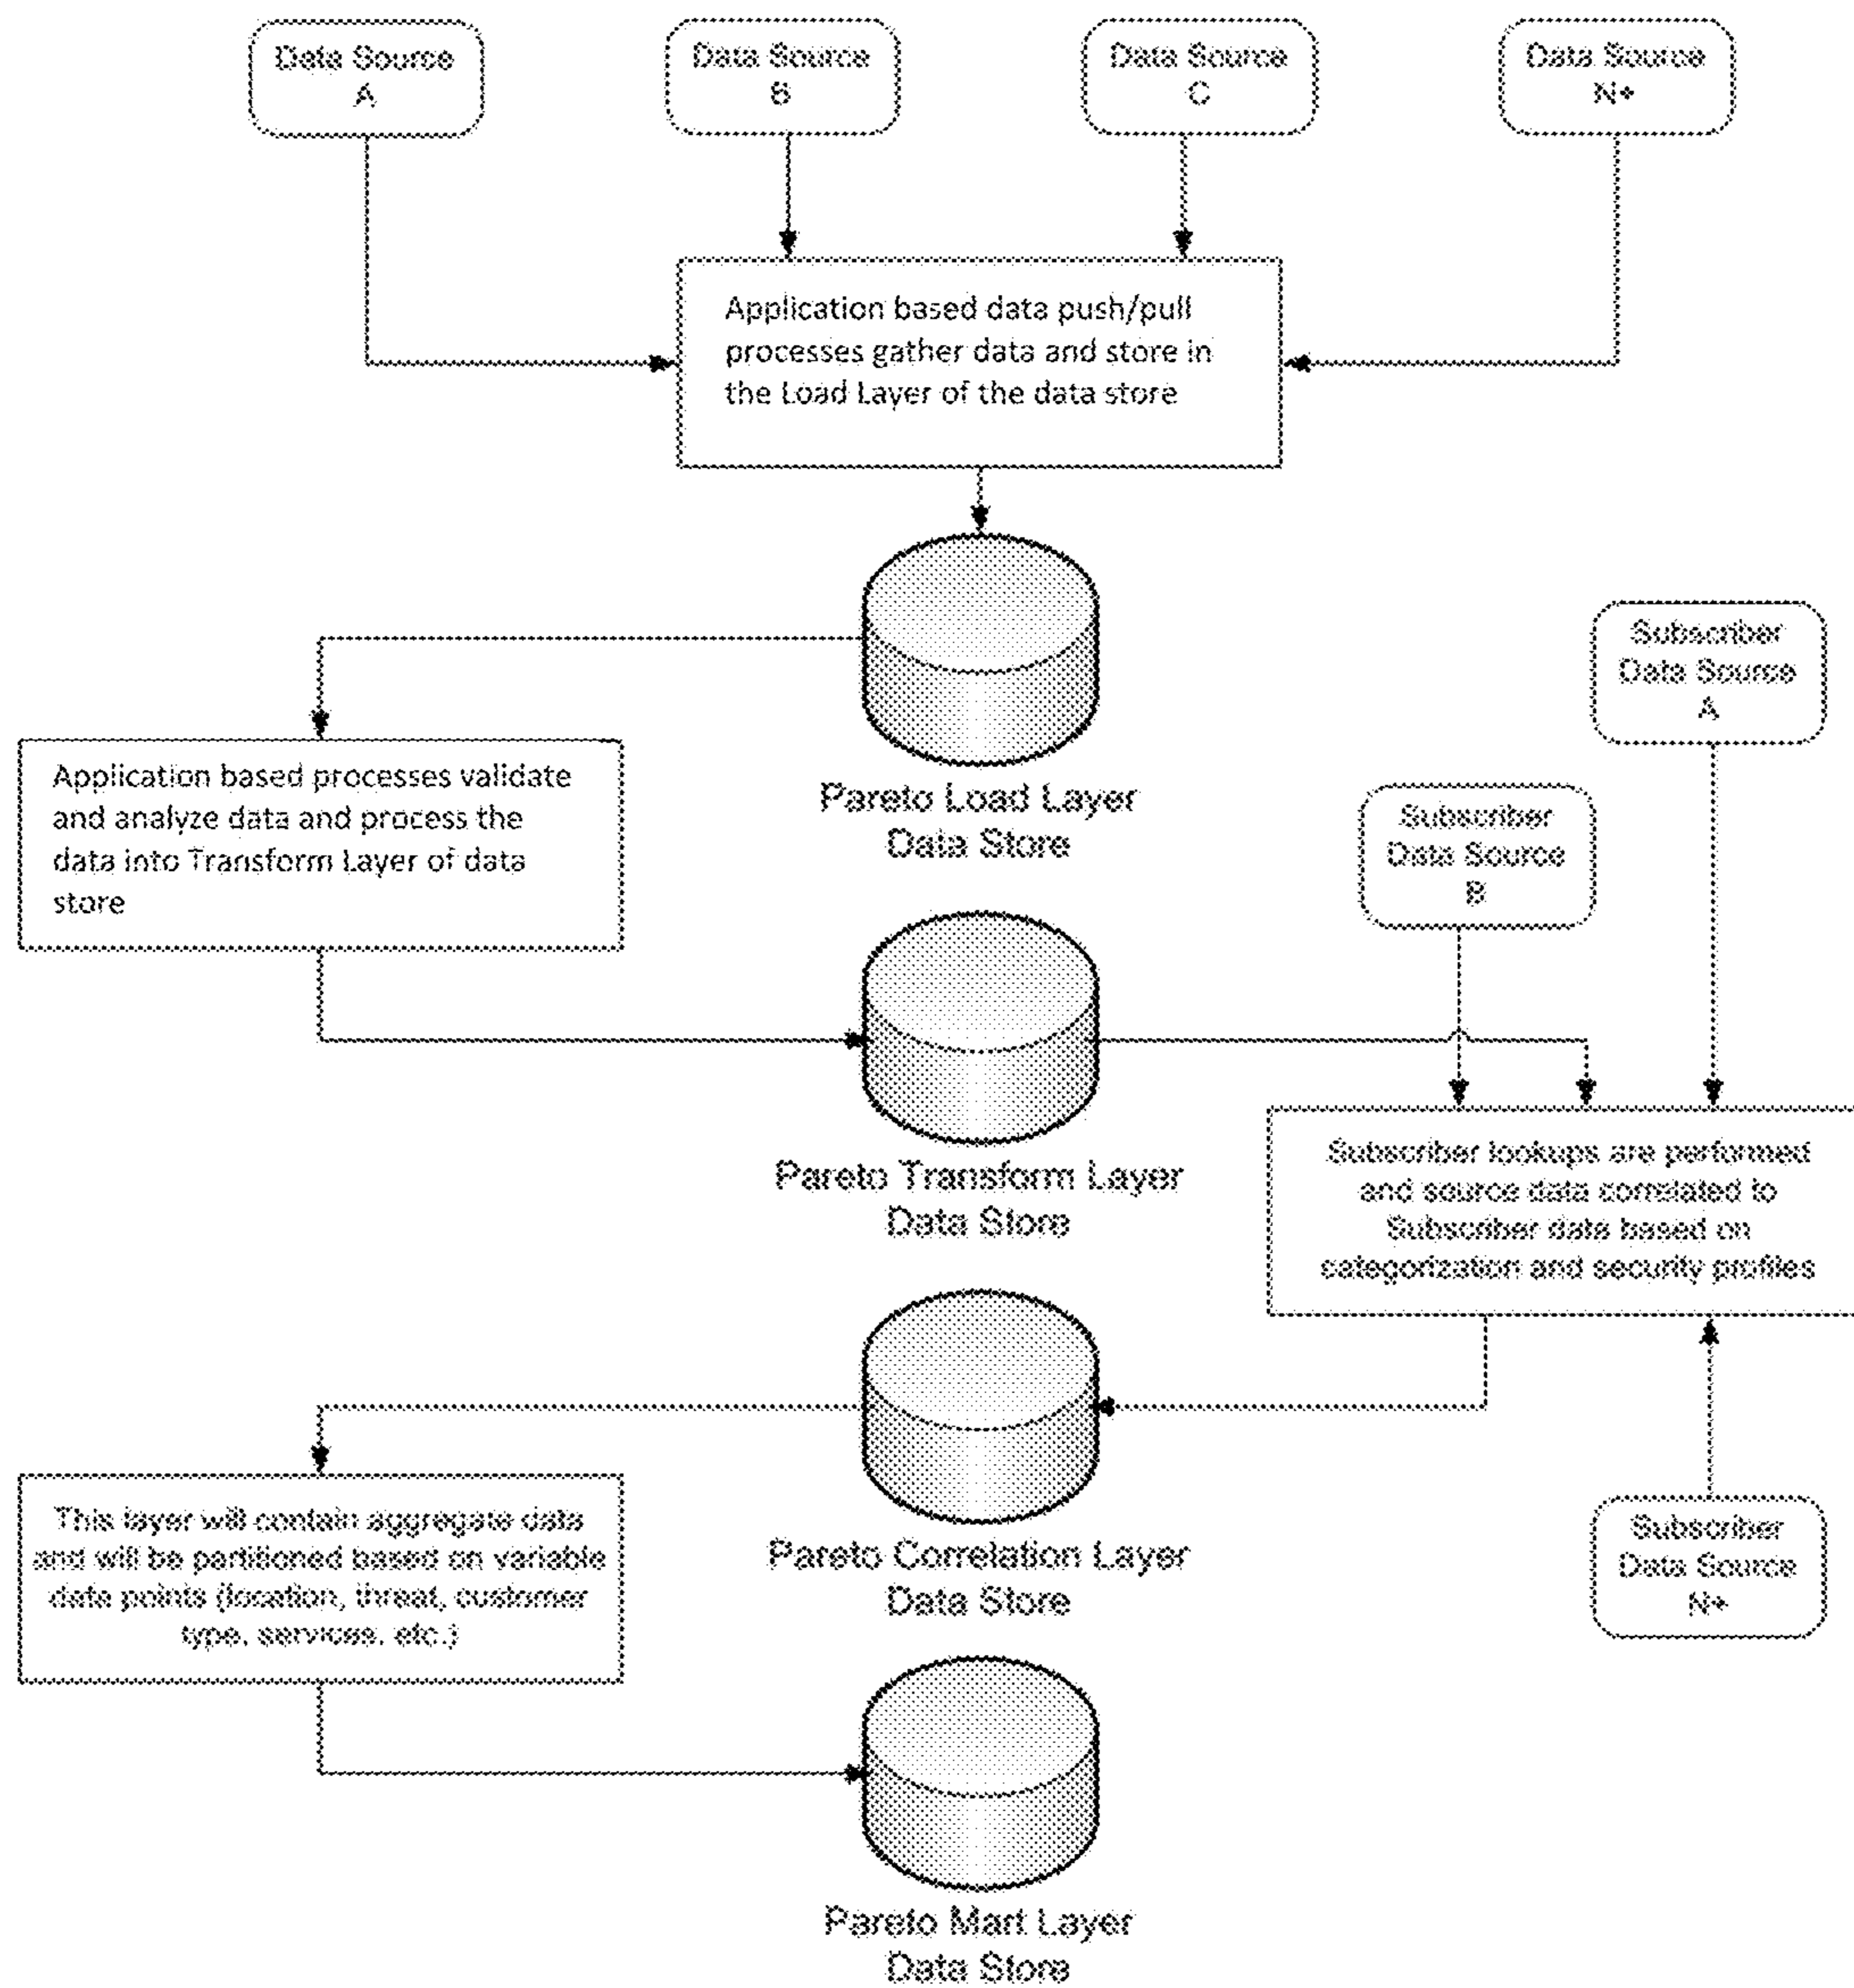 Data Source
A
Data Source
B
Data Source
C
Data Source
N+
Application based data push/pull
processes gather data and store in
the Load Layer of the data store
Pareto Load Layer
Data Store
Subscriber
Data Source
A
Application based processes validate
and analyze data and process the
data into Transform Layer of data
store
Subscriber
Data Source
B
Pareto Transform Layer
Data Store
Subscriber lookups are performed
and source data correlated to
Subscriber data based on
categorization and security profiles
Pareto Correlation Layer
Data Store
This layer will contain aggregate data
and will be partitioned based on variable
data points (location, threat, customer
type, services, etc.)
Subscriber
Data Source
N+
Pareto Mart Layer
Data Store